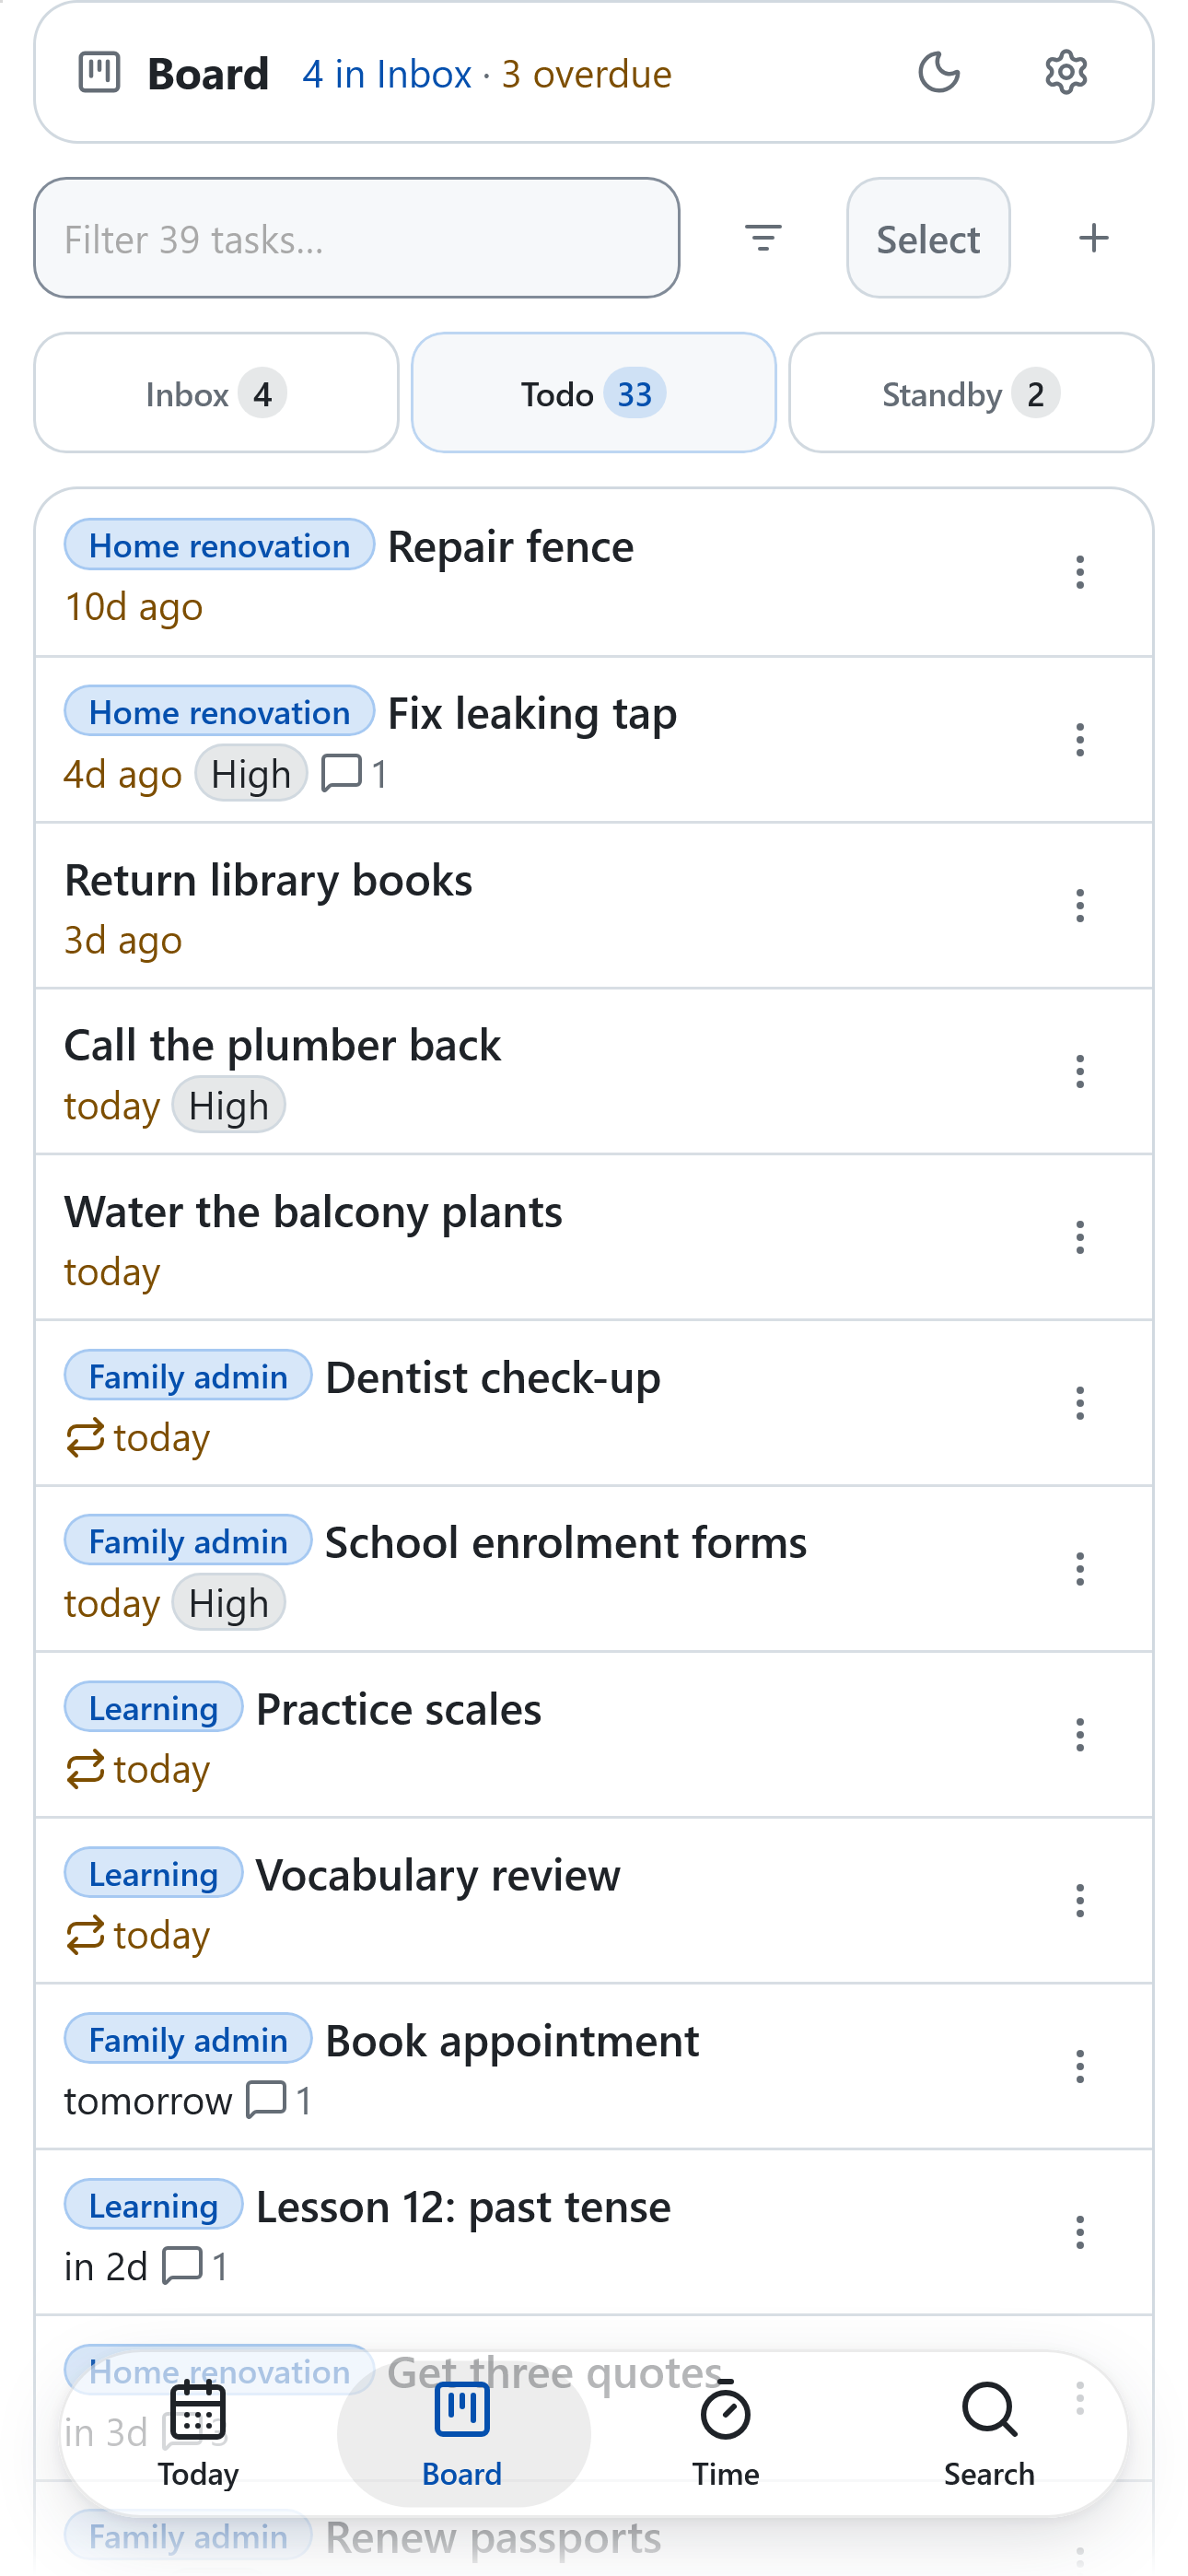 Board 4 in Inbox · 3 overdue
Filter 39 tasks...
Select
Inbox 4
Todo 33
Standby 2
Home renovation Repair fence
10d ago
Home renovation Fix leaking tap
4d ago High 1
Return library books
3d ago
Call the plumber back
today High
Water the balcony plants
today
Family admin Dentist check-up
today
Family admin School enrolment forms
today High
Learning Practice scales
today
Learning Vocabulary review
today
Family admin Book appointment
tomorrow 1
Learning Lesson 12: past tense
in 2d 1
Home renovation Get three quotes
in 3d 3
Today
Board
Time
Search
Family admin Renew passports